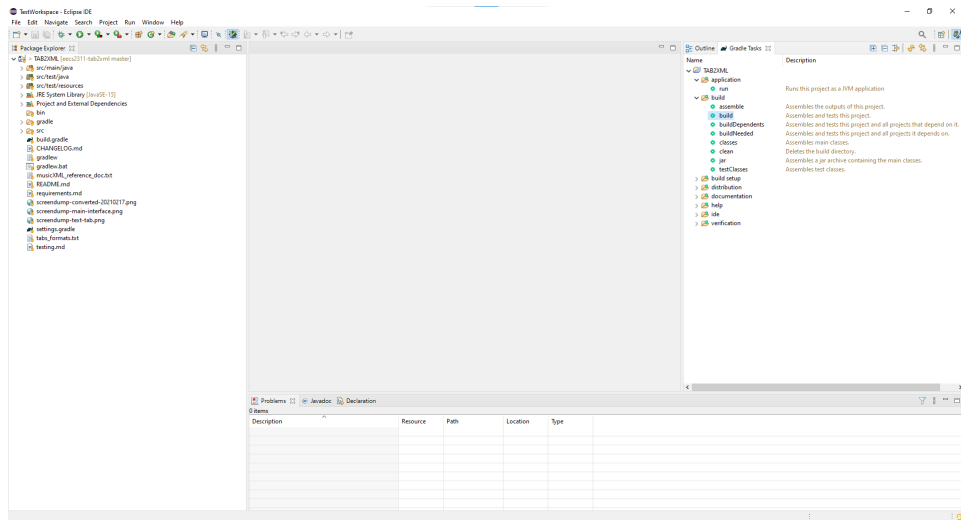 TestWorkspace - Eclipse IDE
File Edit Navigate Search Project Run Window Help
Package Explorer
> TAB2XML [eecs2311-tab2xml master]
src/main/java
src/test/java
src/test/resources
JRE System Library [JavaSE-15]
Project and External Dependencies
bin
gradle
src
build.gradle
CHANGELOG.md
gradlew
gradlew.bat
musicXML_reference_doc.txt
README.md
requirements.md
screendump-converted-20210217.png
screendump-main-interface.png
screendump-text-tab.png
settings.gradle
tabs_formats.txt
testing.md
Outline Gradle Tasks
Name Description
TAB2XML
application
run Runs this project as a JVM application
build
assemble Assembles the outputs of this project.
build Assembles and tests this project.
buildDependents Assembles and tests this project and all projects that depend on it.
buildNeeded Assembles and tests this project and all projects it depends on.
classes Assembles main classes.
clean Deletes the build directory.
jar Assembles a jar archive containing the main classes.
testClasses Assembles test classes.
build setup
distribution
documentation
help
ide
verification
Problems Javadoc Declaration
0 items
Description Resource Path Location Type